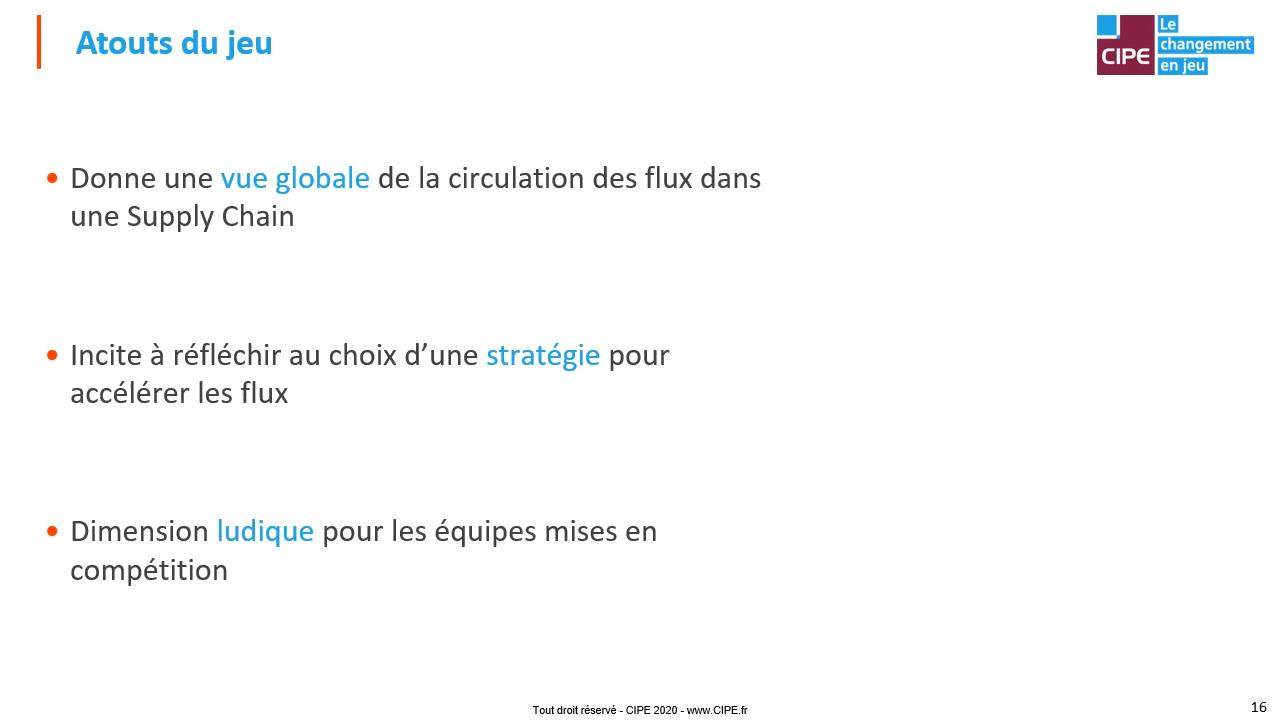 Atouts du jeu
CIPE
Le
changement
en jeu
• Donne une vue globale de la circulation des flux dans
une Supply Chain
• Incite à réfléchir au choix d’une stratégie pour
accélérer les flux
• Dimension ludique pour les équipes mises en
compétition
Tout droit réservé - CIPE 2020 - www.CIPE.fr
16